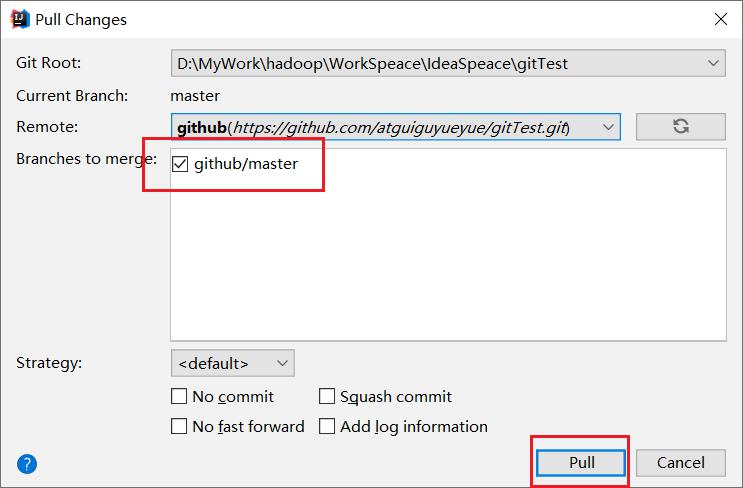 Pull Changes
Git Root: D:\MyWork\hadoop\WorkSpeace\IdeaSpeace\gitTest
Current Branch: master
Remote: github(https://github.com/atguiguyueyue/gitTest.git)
Branches to merge: github/master
Strategy: <default>
No commit Squash commit
No fast forward Add log information
? Pull Cancel